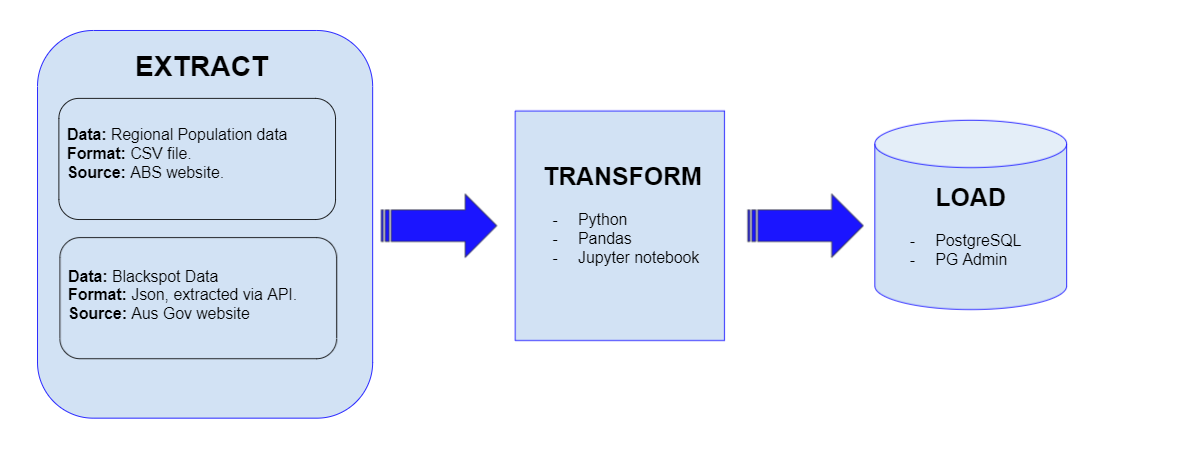 EXTRACT
Data: Regional Population data
Format: CSV file.
Source: ABS website.
Data: Blackspot Data
Format: Json, extracted via API.
Source: Aus Gov website
TRANSFORM
- Python
- Pandas
- Jupyter notebook
LOAD
- PostgreSQL
- PG Admin